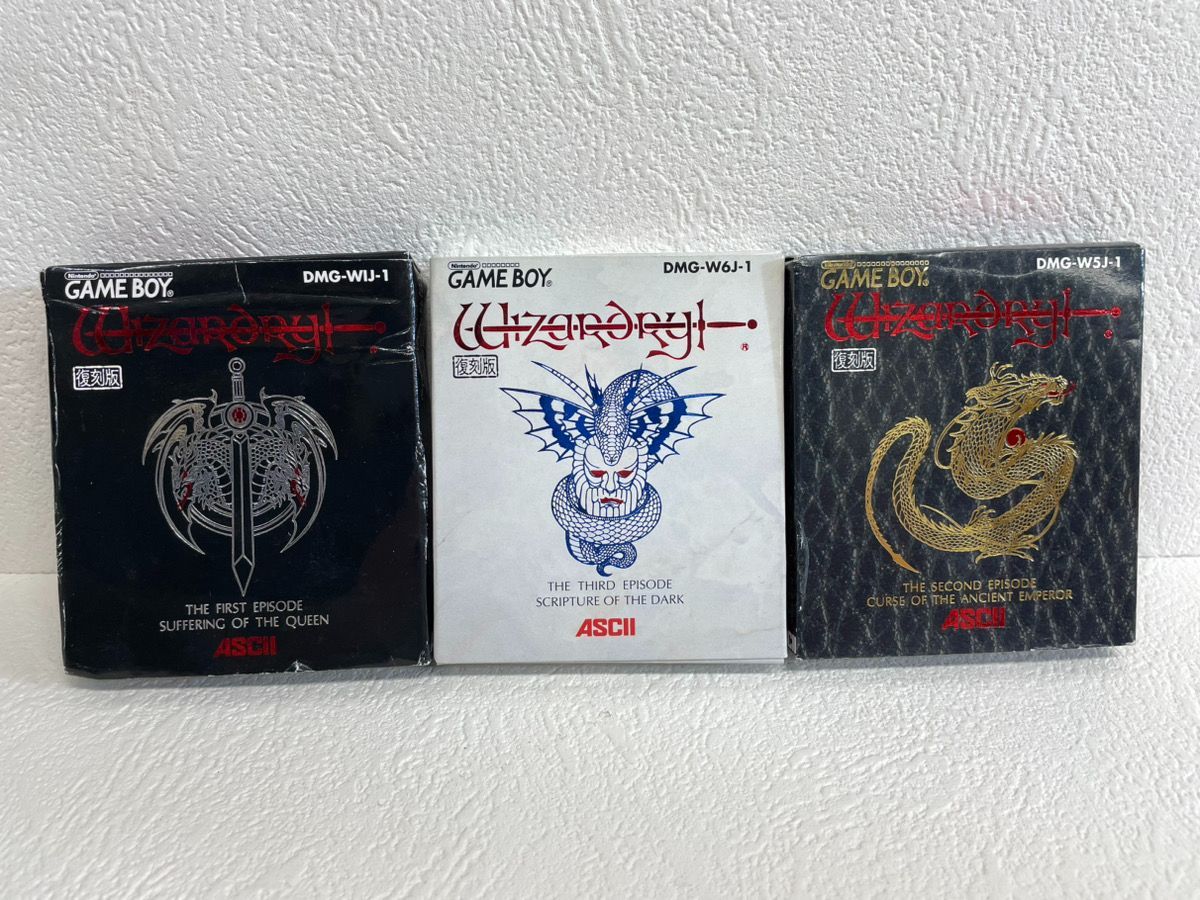 Nintendo
GAME BOY®
DMG-W1J-1
Wizardry
復刻版
THE FIRST EPISODE
SUFFERING OF THE QUEEN
ASCII
Nintendo
GAME BOY®
DMG-W6J-1
Wizardry®
復刻版
THE THIRD EPISODE
SCRIPTURE OF THE DARK
ASCII
Nintendo
GAME BOY®
DMG-W5J-1
Wizardry®
復刻版
THE SECOND EPISODE
CURSE OF THE ANCIENT EMPEROR
ASCII